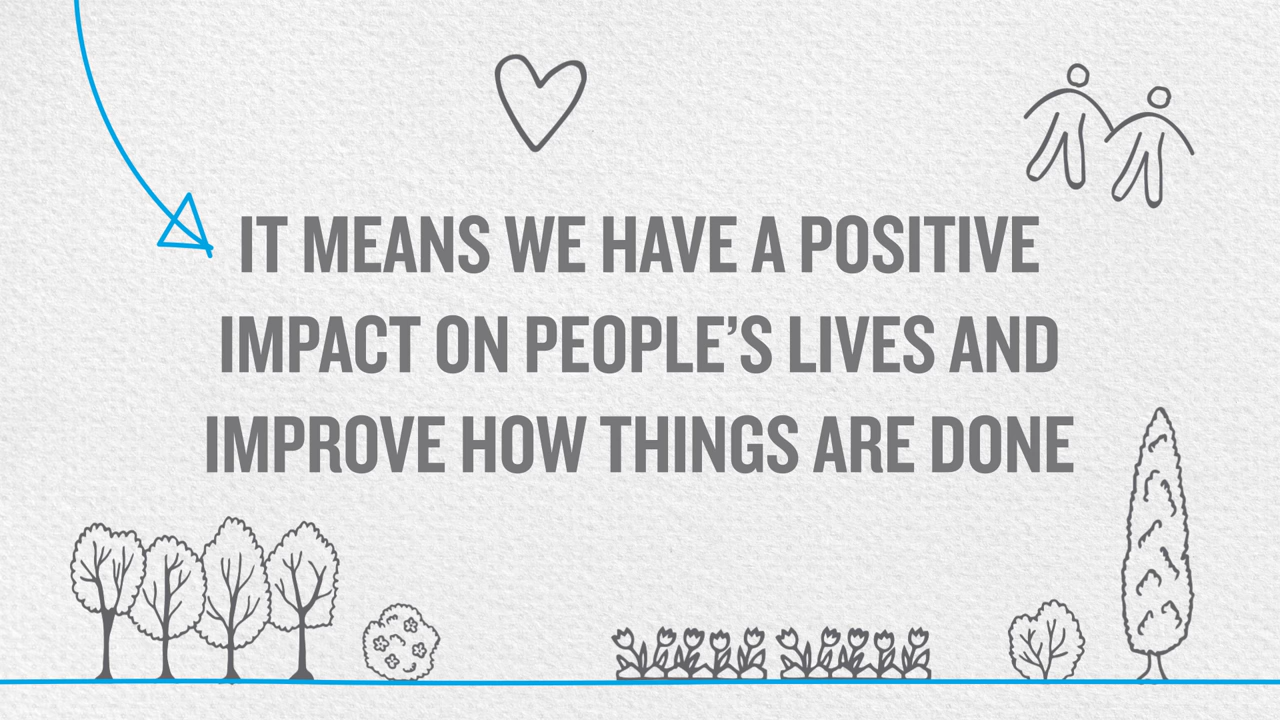 IT MEANS WE HAVE A POSITIVE
IMPACT ON PEOPLE’S LIVES AND
IMPROVE HOW THINGS ARE DONE